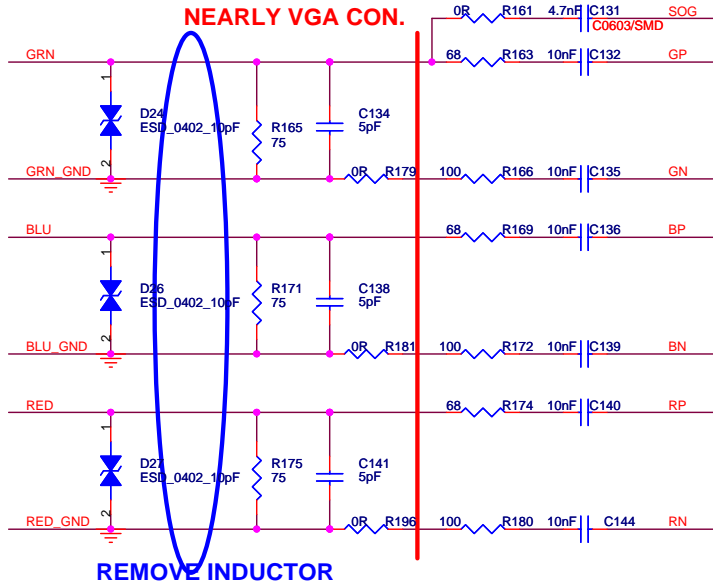 NEARLY VGA CON.
0R R161 4.7nF C131 SOG
C0603/SMD
GRN 68 R163 10nF C132 GP
1
D24
ESD_0402_10pF
R165
75
C134
5pF
2
GRN_GND 0R R179 100 R166 10nF C135 GN
BLU 68 R169 10nF C136 BP
1
D26
ESD_0402_10pF
R171
75
C138
5pF
2
BLU_GND 0R R181 100 R172 10nF C139 BN
RED 68 R174 10nF C140 RP
1
D27
ESD_0402_10pF
R175
75
C141
5pF
2
RED_GND 0R R196 100 R180 10nF C144 RN
REMOVE INDUCTOR